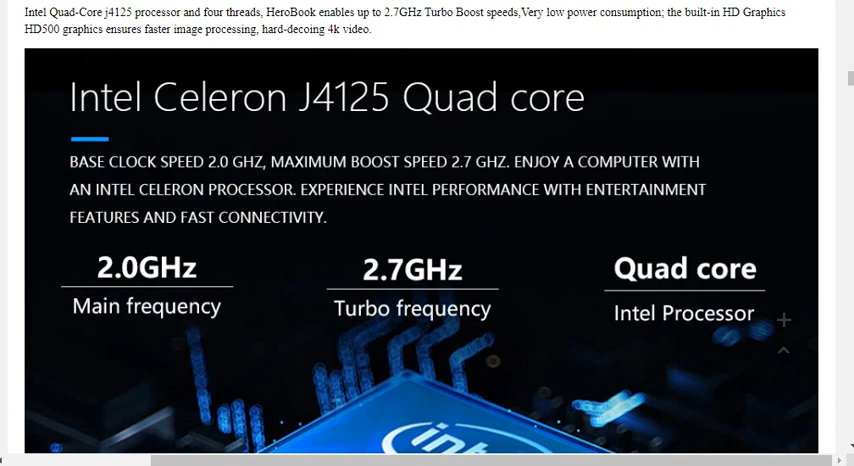 Intel Quad-Core j4125 processor and four threads, HeroBook enables up to 2.7GHz Turbo Boost speeds,Very low power consumption; the built-in HD Graphics
HD500 graphics ensures faster image processing, hard-decoing 4k video.
Intel Celeron J4125 Quad core
BASE CLOCK SPEED 2.0 GHZ, MAXIMUM BOOST SPEED 2.7 GHZ. ENJOY A COMPUTER WITH
AN INTEL CELERON PROCESSOR. EXPERIENCE INTEL PERFORMANCE WITH ENTERTAINMENT
FEATURES AND FAST CONNECTIVITY.
2.0GHz
Main frequency
2.7GHz
Turbo frequency
Quad core
Intel Processor